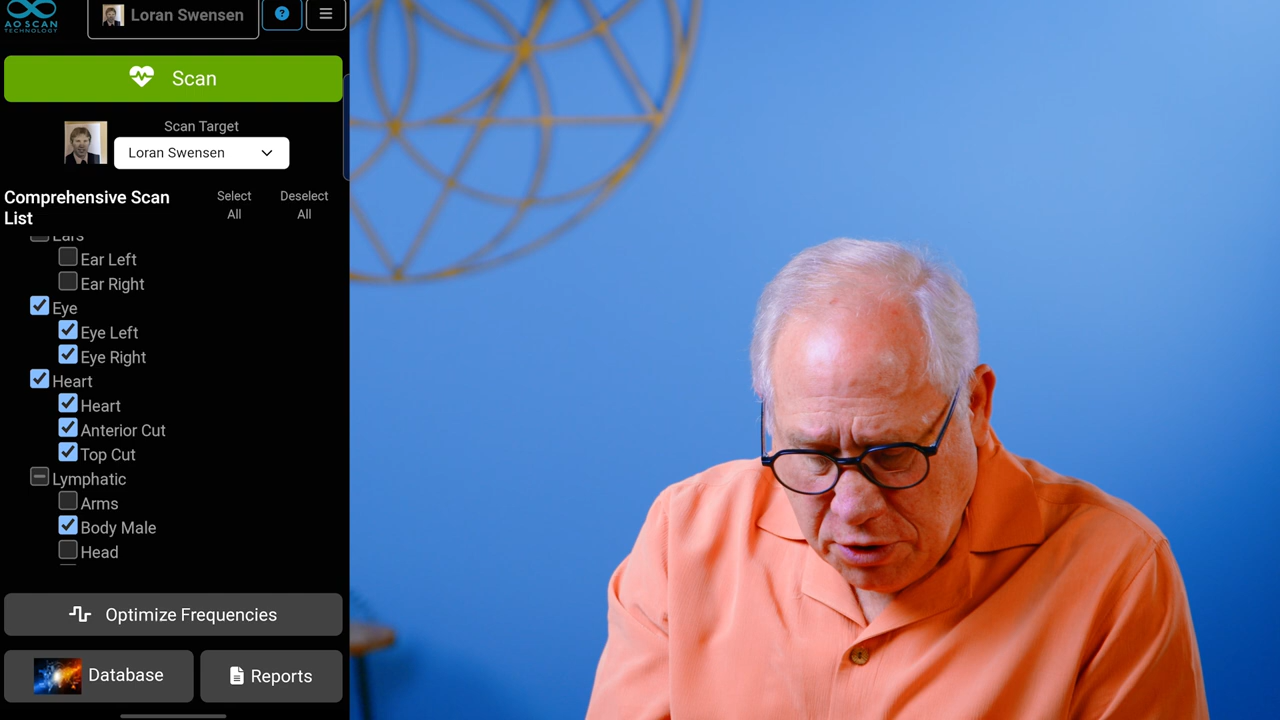 AO SCAN
TECHNOLOGY
Loran Swensen
?
Scan
Scan Target
Loran Swensen
Comprehensive Scan
List
Select
All
Deselect
All
Ears
Ear Left
Ear Right
Eye
Eye Left
Eye Right
Heart
Heart
Anterior Cut
Top Cut
Lymphatic
Arms
Body Male
Head
Optimize Frequencies
Database
Reports